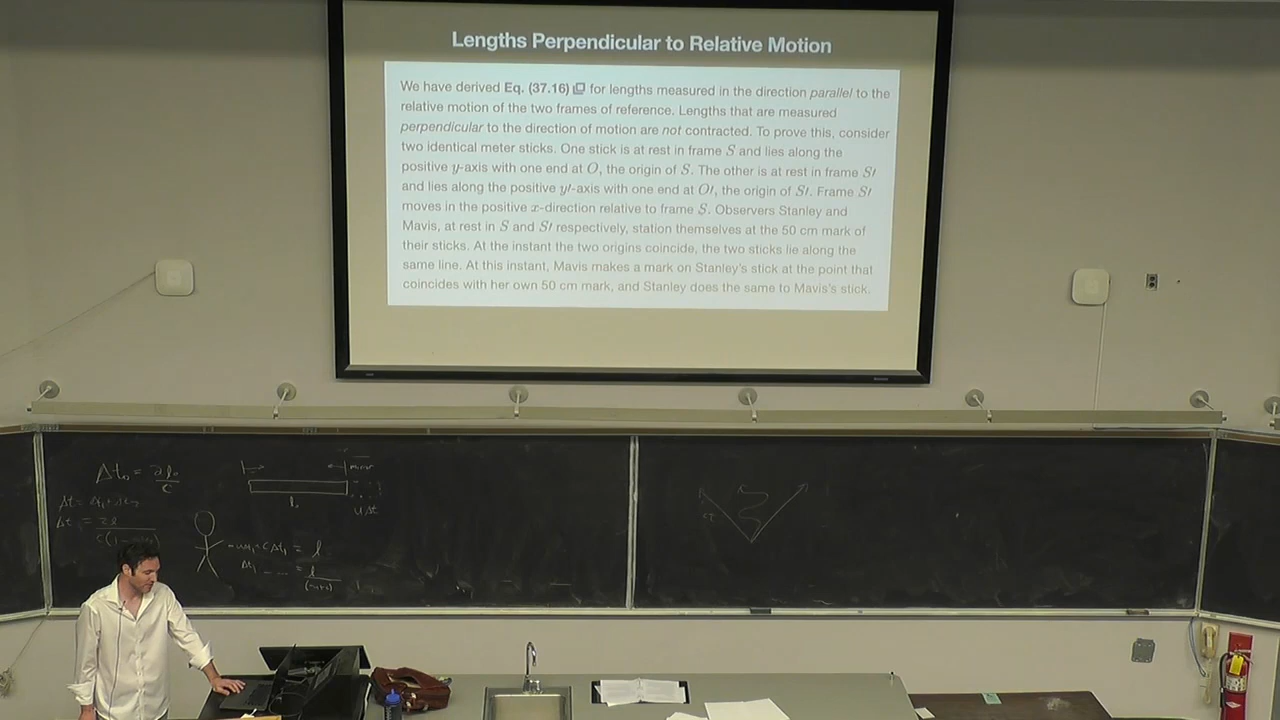 Lengths Perpendicular to Relative Motion
We have derived Eq. (37.16) for lengths measured in the direction parallel to the
relative motion of the two frames of reference. Lengths that are measured
perpendicular to the direction of motion are not contracted. To prove this, consider
two identical meter sticks. One stick is at rest in frame S and lies along the
positive y-axis with one end at O, the origin of S. The other is at rest in frame S′
and lies along the positive y′-axis with one end at O′, the origin of S′. Frame S′
moves in the positive x-direction relative to frame S. Observers Stanley and
Mavis, at rest in S and S′ respectively, station themselves at the 50 cm mark of
their sticks. At the instant the two origins coincide, the two sticks lie along the
same line. At this instant, Mavis makes a mark on Stanley's stick at the point that
coincides with her own 50 cm mark, and Stanley does the same to Mavis's stick.
Δt₀ = 2l₀/c
mirror
uΔt